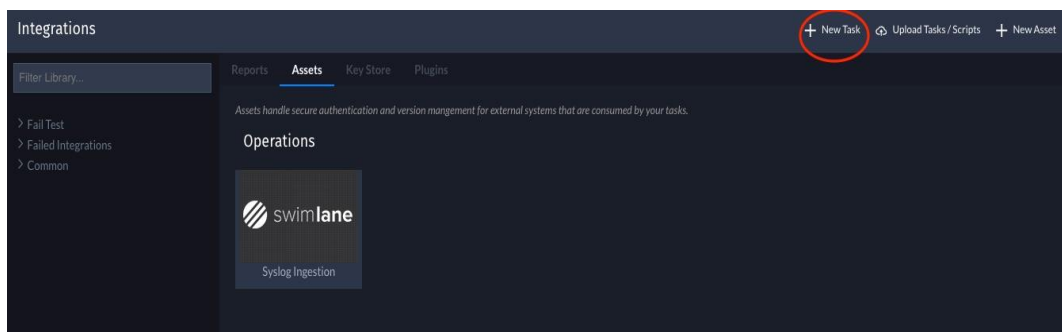 Integrations
+ New Task
Upload Tasks / Scripts
+ New Asset
Filter Library...
Reports
Assets
Key Store
Plugins
> Fail Test
> Failed Integrations
> Common
Assets handle secure authentication and version mangement for external systems that are consumed by your tasks.
Operations
swimlane
Syslog Ingestion